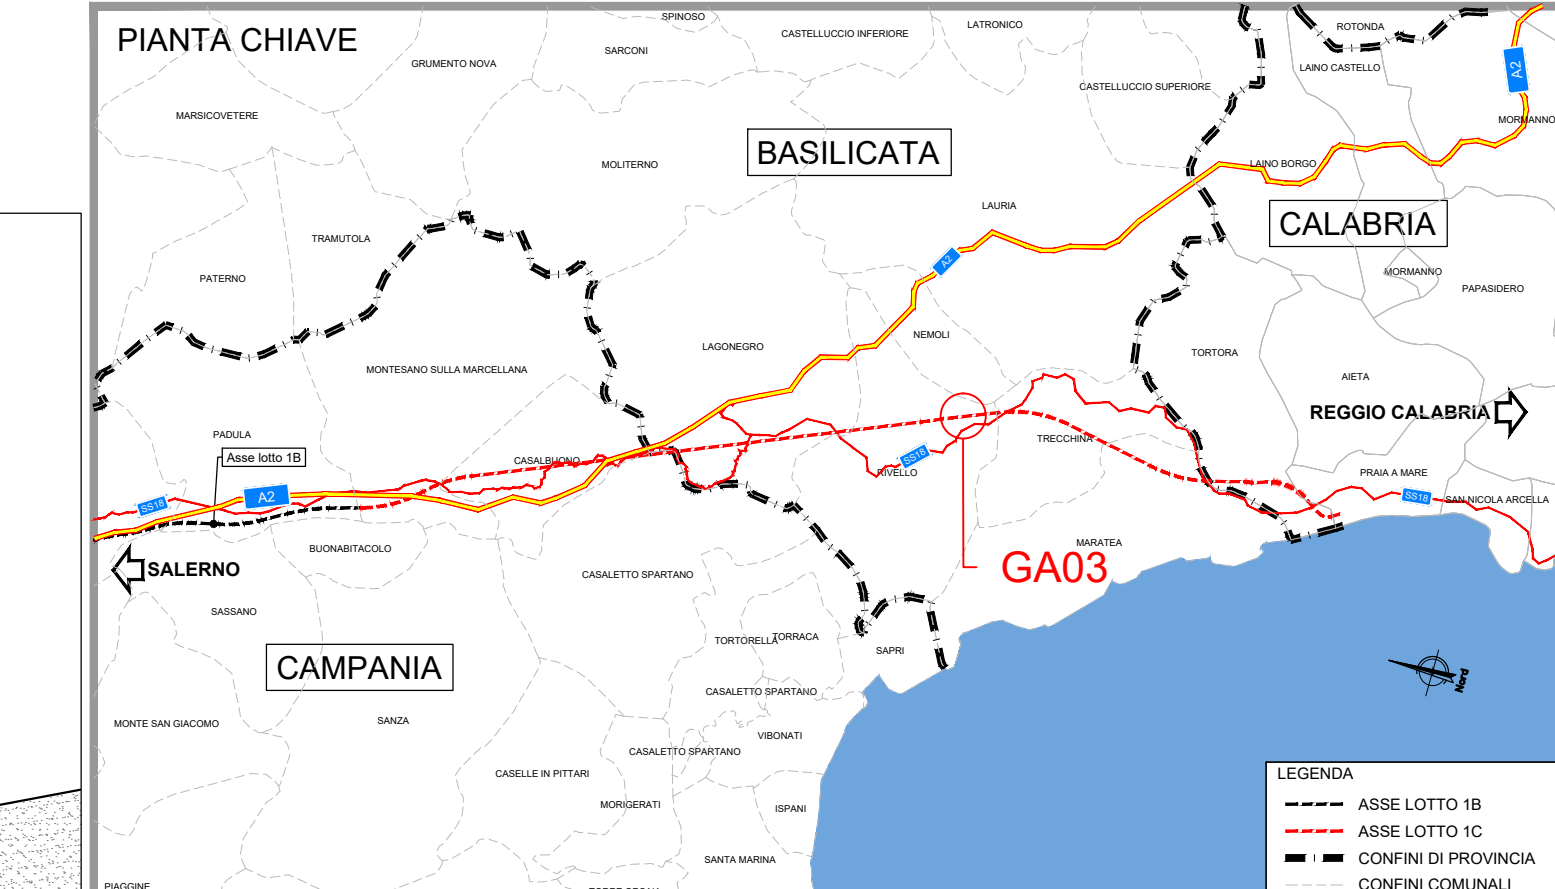 PIANTA CHIAVE
SPINOSO
LATRONICO
ROTONDA
CASTELLUCCIO INFERIORE
SARCONI
GRUMENTO NOVA
LAINO CASTELLO
A2
CASTELLUCCIO SUPERIORE
MARSICOVETERE
MORMANNO
BASILICATA
MOLITERNO
LAINO BORGO
LAURIA
CALABRIA
TRAMUTOLA
A2
MORMANNO
PATERNO
PAPASIDERO
NEMOLI
LAGONEGRO
TORTORA
MONTESANO SULLA MARCELLANA
AIETA
REGGIO CALABRIA
PADULA
TRECCHINA
Asse lotto 1B
SS18
CASALBUONO
RIVELLO
PRAIA A MARE
A2
SS18
SS18
SAN NICOLA ARCELLA
MARATEA
BUONABITACOLO
GA03
SALERNO
CASALETTO SPARTANO
SASSANO
TORTORELLA
TORRACA
SAPRI
CAMPANIA
Nord
CASALETTO SPARTANO
MONTE SAN GIACOMO
SANZA
VIBONATI
CASALETTO SPARTANO
CASELLE IN PITTARI
LEGENDA
MORIGERATI
ISPANI
ASSE LOTTO 1B
ASSE LOTTO 1C
SANTA MARINA
CONFINI DI PROVINCIA
PIAGGINE
CONFINI COMUNALI